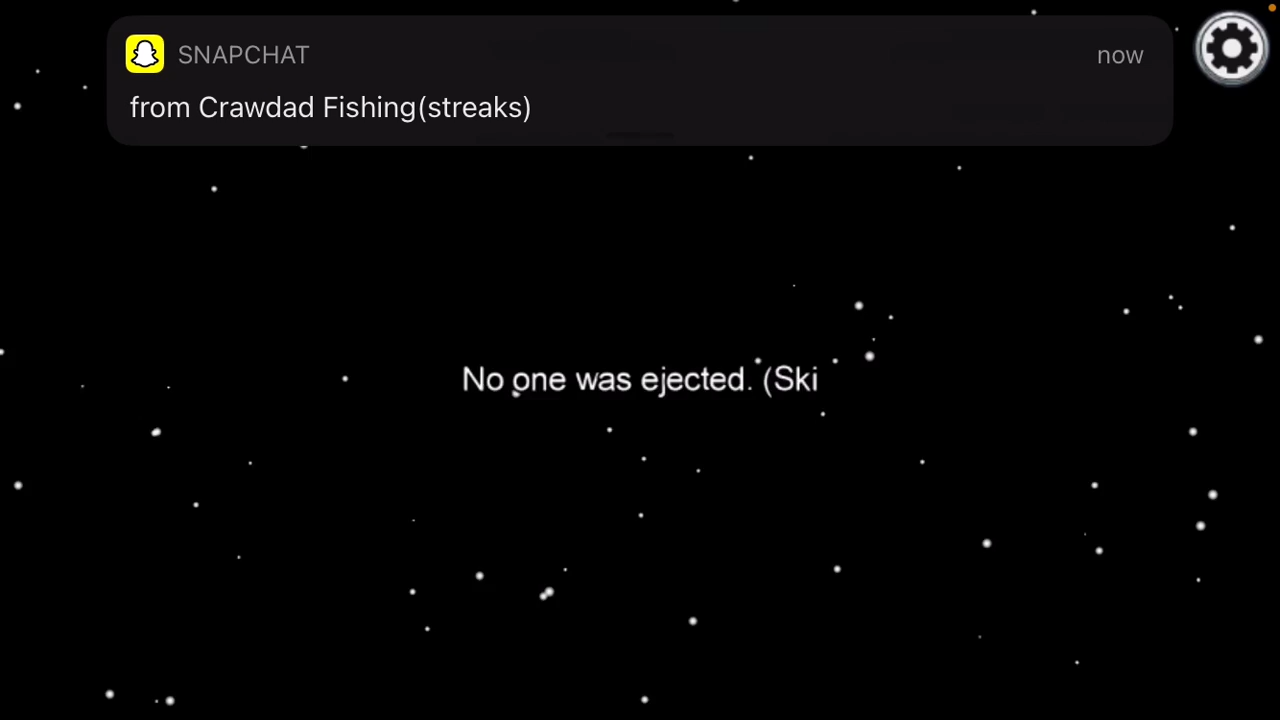 SNAPCHAT now
from Crawdad Fishing(streaks)
No one was ejected. (Ski